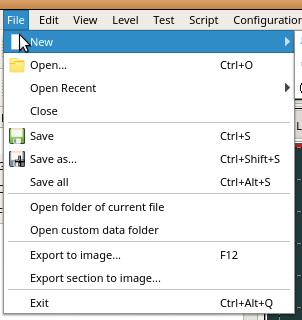 File Edit View Level Test Script Configuration
New
Open... Ctrl+O
Open Recent
Close
Save Ctrl+S
Save as... Ctrl+Shift+S
Save all Ctrl+Alt+S
Open folder of current file
Open custom data folder
Export to image... F12
Export section to image...
Exit Ctrl+Alt+Q